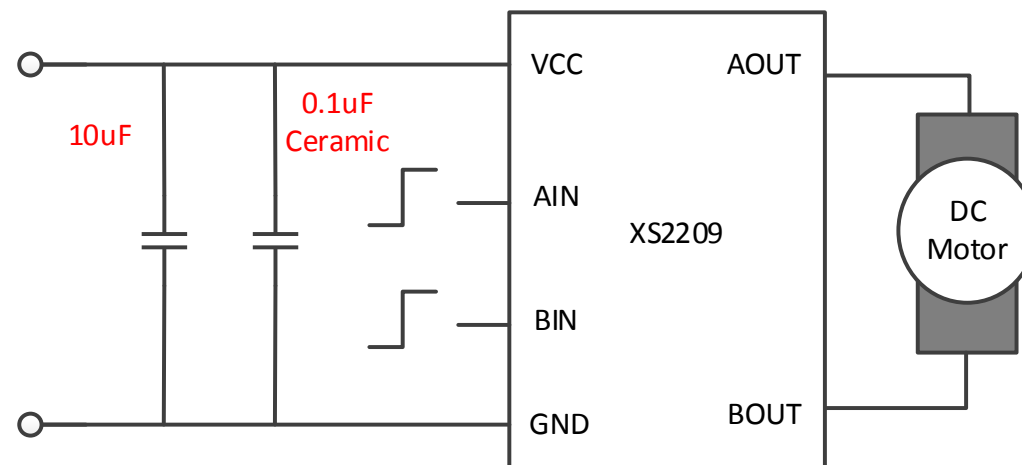 VCC
AOUT
0.1uF
Ceramic
10uF
AIN
XS2209
DC
Motor
BIN
GND
BOUT